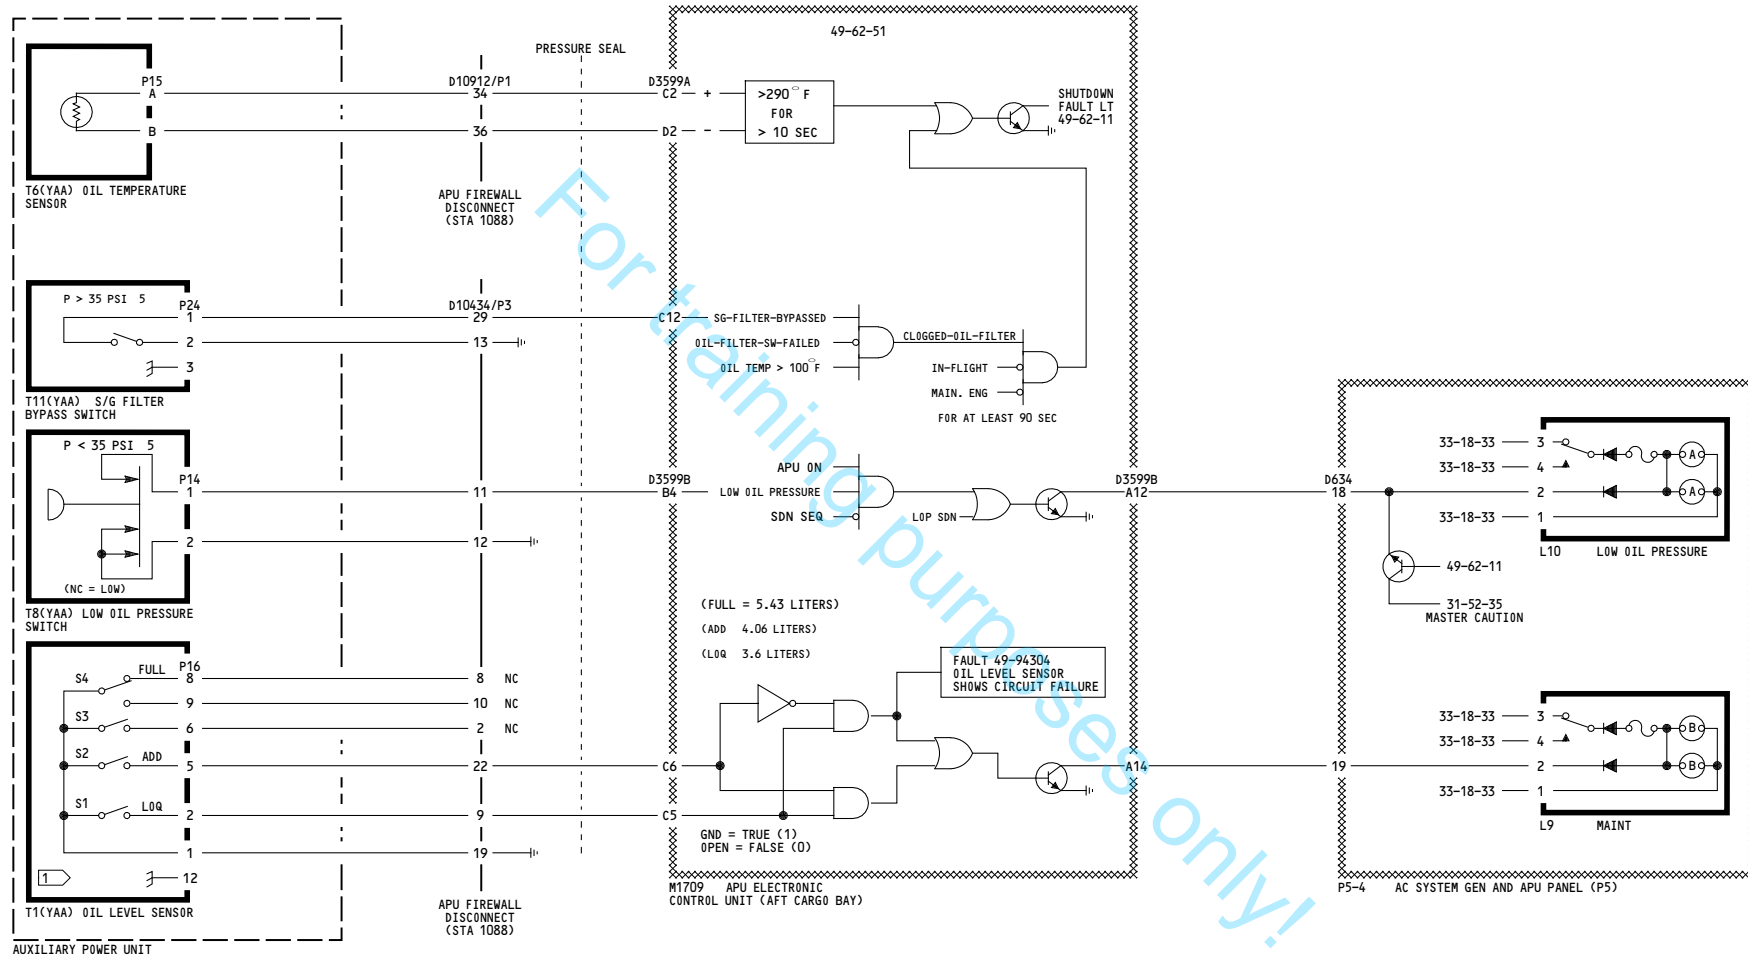 49-62-51
PRESSURE SEAL
P15
A
B
D10912/P1
34
36
D3599A
C2 +
D2 -
>290° F
FOR
> 10 SEC
SHUTDOWN
FAULT LT
49-62-11
T6(YAA) OIL TEMPERATURE
SENSOR
APU FIREWALL
DISCONNECT
(STA 1088)
P > 35 PSI 5
P24
1
2
3
D10434/P3
29
13
C12
SG-FILTER-BYPASSED
OIL-FILTER-SW-FAILED
OIL TEMP > 100° F
CLOGGED-OIL-FILTER
IN-FLIGHT
MAIN. ENG
FOR AT LEAST 90 SEC
T11(YAA) S/G FILTER
BYPASS SWITCH
P < 35 PSI 5
P14
1
2
(NC = LOW)
11
12
D3599B
B4
APU ON
LOW OIL PRESSURE
SDN SEQ
LOP SDN
D3599B
A12
D634
18
33-18-33
3
33-18-33
4
2
33-18-33
1
A
A
L10 LOW OIL PRESSURE
49-62-11
31-52-35
MASTER CAUTION
T8(YAA) LOW OIL PRESSURE
SWITCH
(FULL = 5.43 LITERS)
(ADD 4.06 LITERS)
(LOQ 3.6 LITERS)
S4
FULL
P16
8
9
S3
6
S2
ADD
5
S1
LOQ
2
1
12
1
8 NC
10 NC
2 NC
22
9
19
C6
C5
FAULT 49-94304
OIL LEVEL SENSOR
SHOWS CIRCUIT FAILURE
GND = TRUE (1)
OPEN = FALSE (0)
A14
19
33-18-33
3
33-18-33
4
2
33-18-33
1
B
B
L9 MAINT
T1(YAA) OIL LEVEL SENSOR
APU FIREWALL
DISCONNECT
(STA 1088)
M1709 APU ELECTRONIC
CONTROL UNIT (AFT CARGO BAY)
P5-4 AC SYSTEM GEN AND APU PANEL (P5)
AUXILIARY POWER UNIT
For training purposes only!